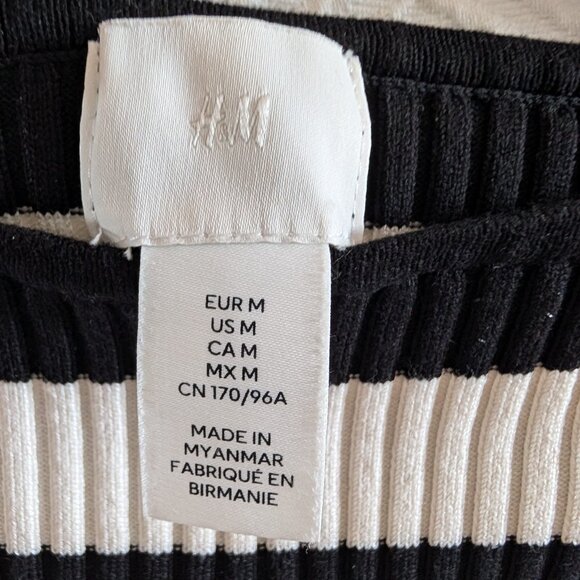 H&M
EUR M
US M
CA M
MX M
CN 170/96A
MADE IN
MYANMAR
FABRIQUÉ EN
BIRMANIE